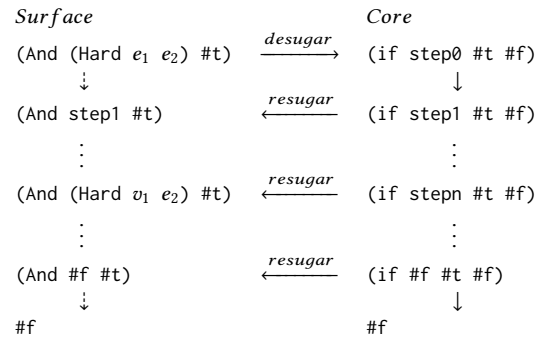 Surface Core
(And (Hard e₁ e₂) #t) desugar (if step0 #t #f)
(And step1 #t) resugar (if step1 #t #f)
(And (Hard v₁ e₂) #t) resugar (if stepn #t #f)
(And #f #t) resugar (if #f #t #f)
#f #f